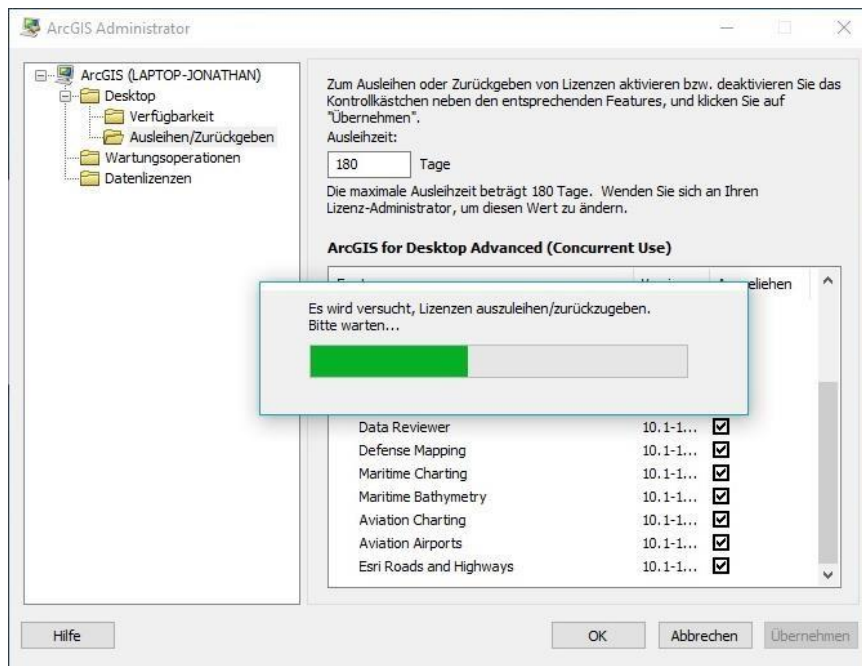 ArcGIS Administrator
ArcGIS (LAPTOP-JONATHAN)
Desktop
Verfügbarkeit
Ausleihen/Zurückgeben
Wartungsoperationen
Datenlizenzen
Zum Ausleihen oder Zurückgeben von Lizenzen aktivieren bzw. deaktivieren Sie das
Kontrollkästchen neben den entsprechenden Features, und klicken Sie auf
"Übernehmen".
Ausleihzeit:
180 Tage
Die maximale Ausleihzeit beträgt 180 Tage. Wenden Sie sich an Ihren
Lizenz-Administrator, um diesen Wert zu ändern.
ArcGIS for Desktop Advanced (Concurrent Use)
eliehen
Es wird versucht, Lizenzen auszuleihen/zurückzugeben.
Bitte warten...
Data Reviewer 10.1-1...
Defense Mapping 10.1-1...
Maritime Charting 10.1-1...
Maritime Bathymetry 10.1-1...
Aviation Charting 10.1-1...
Aviation Airports 10.1-1...
Esri Roads and Highways 10.1-1...
Hilfe
OK
Abbrechen
Übernehmen